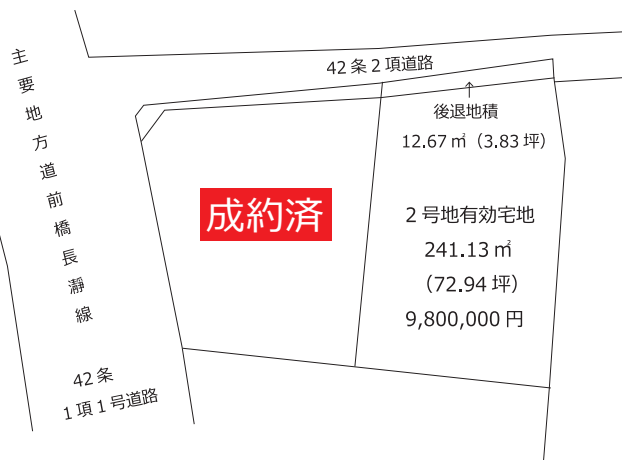 主要地方道前橋長瀞線
42条2項道路
後退地積
12.67㎡（3.83坪）
成約済
2号地有効宅地
241.13㎡
（72.94坪）
9,800,000円
42条
1項1号道路